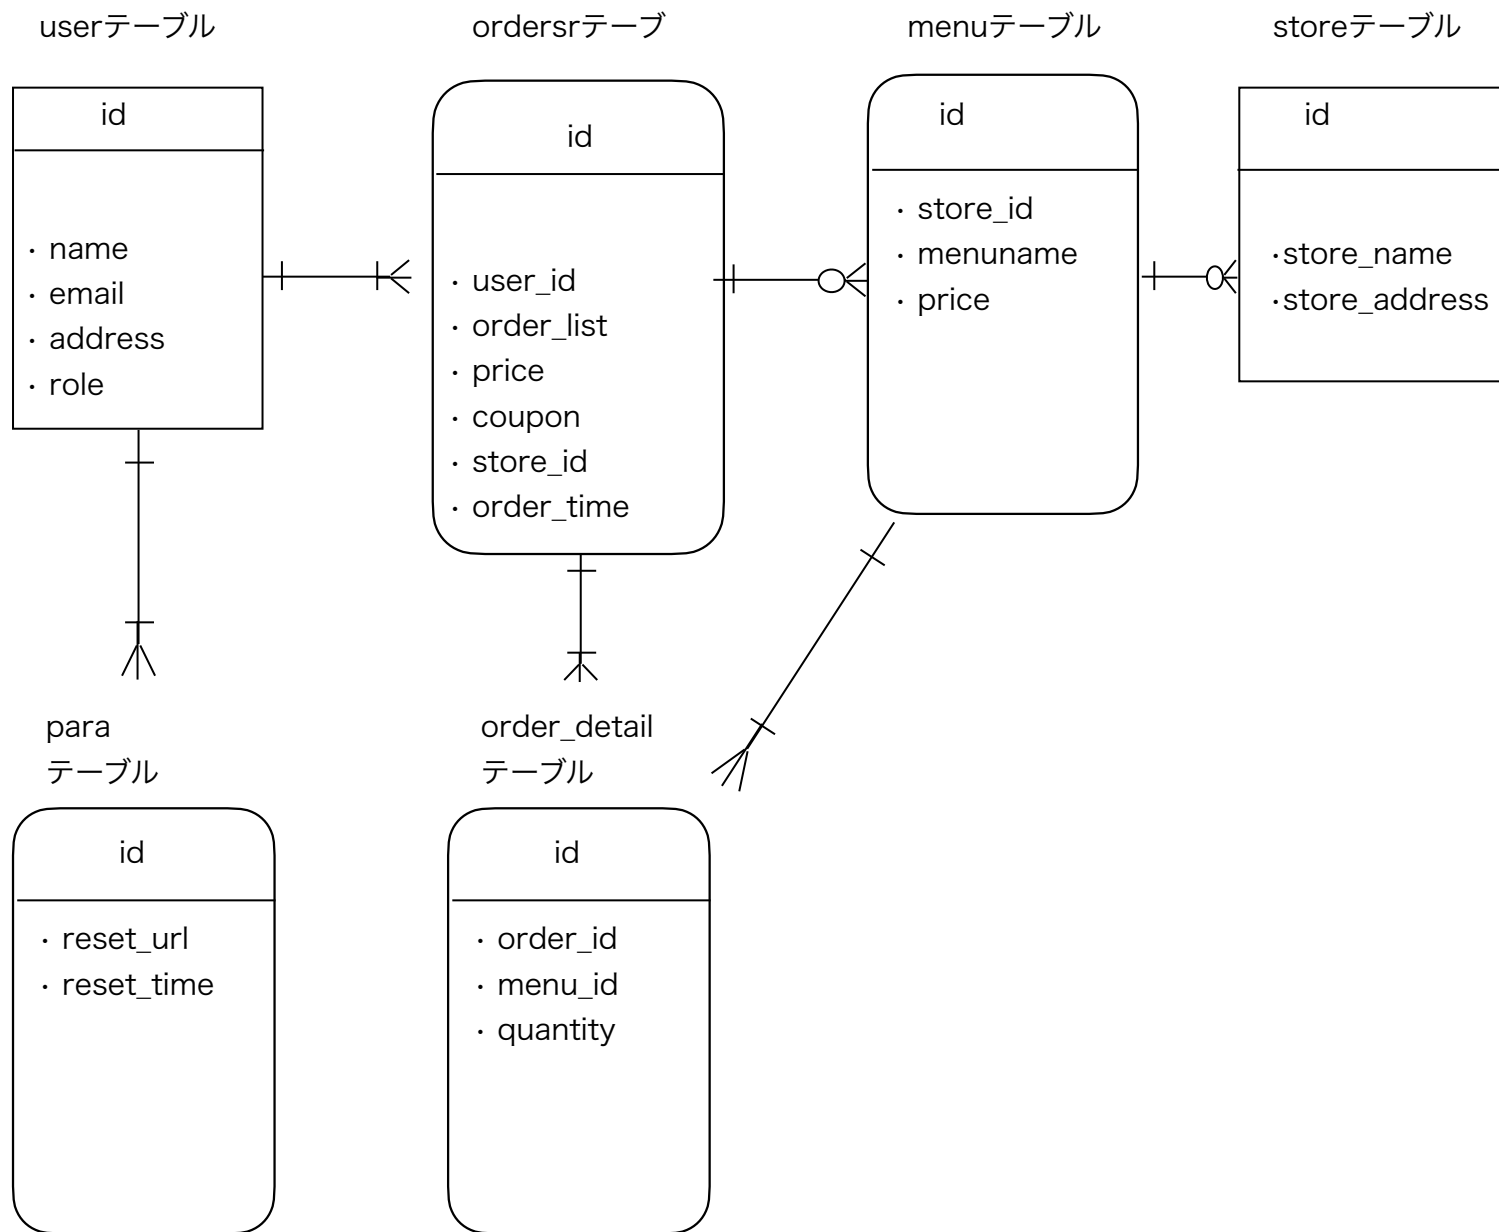 userテーブル
id
・ name
・ email
・ address
・ role
ordersrテーブ
id
・ user_id
・ order_list
・ price
・ coupon
・ store_id
・ order_time
menuテーブル
id
・ store_id
・ menuname
・ price
storeテーブル
id
・store_name
・store_address
para
テーブル
id
・ reset_url
・ reset_time
order_detail
テーブル
id
・ order_id
・ menu_id
・ quantity